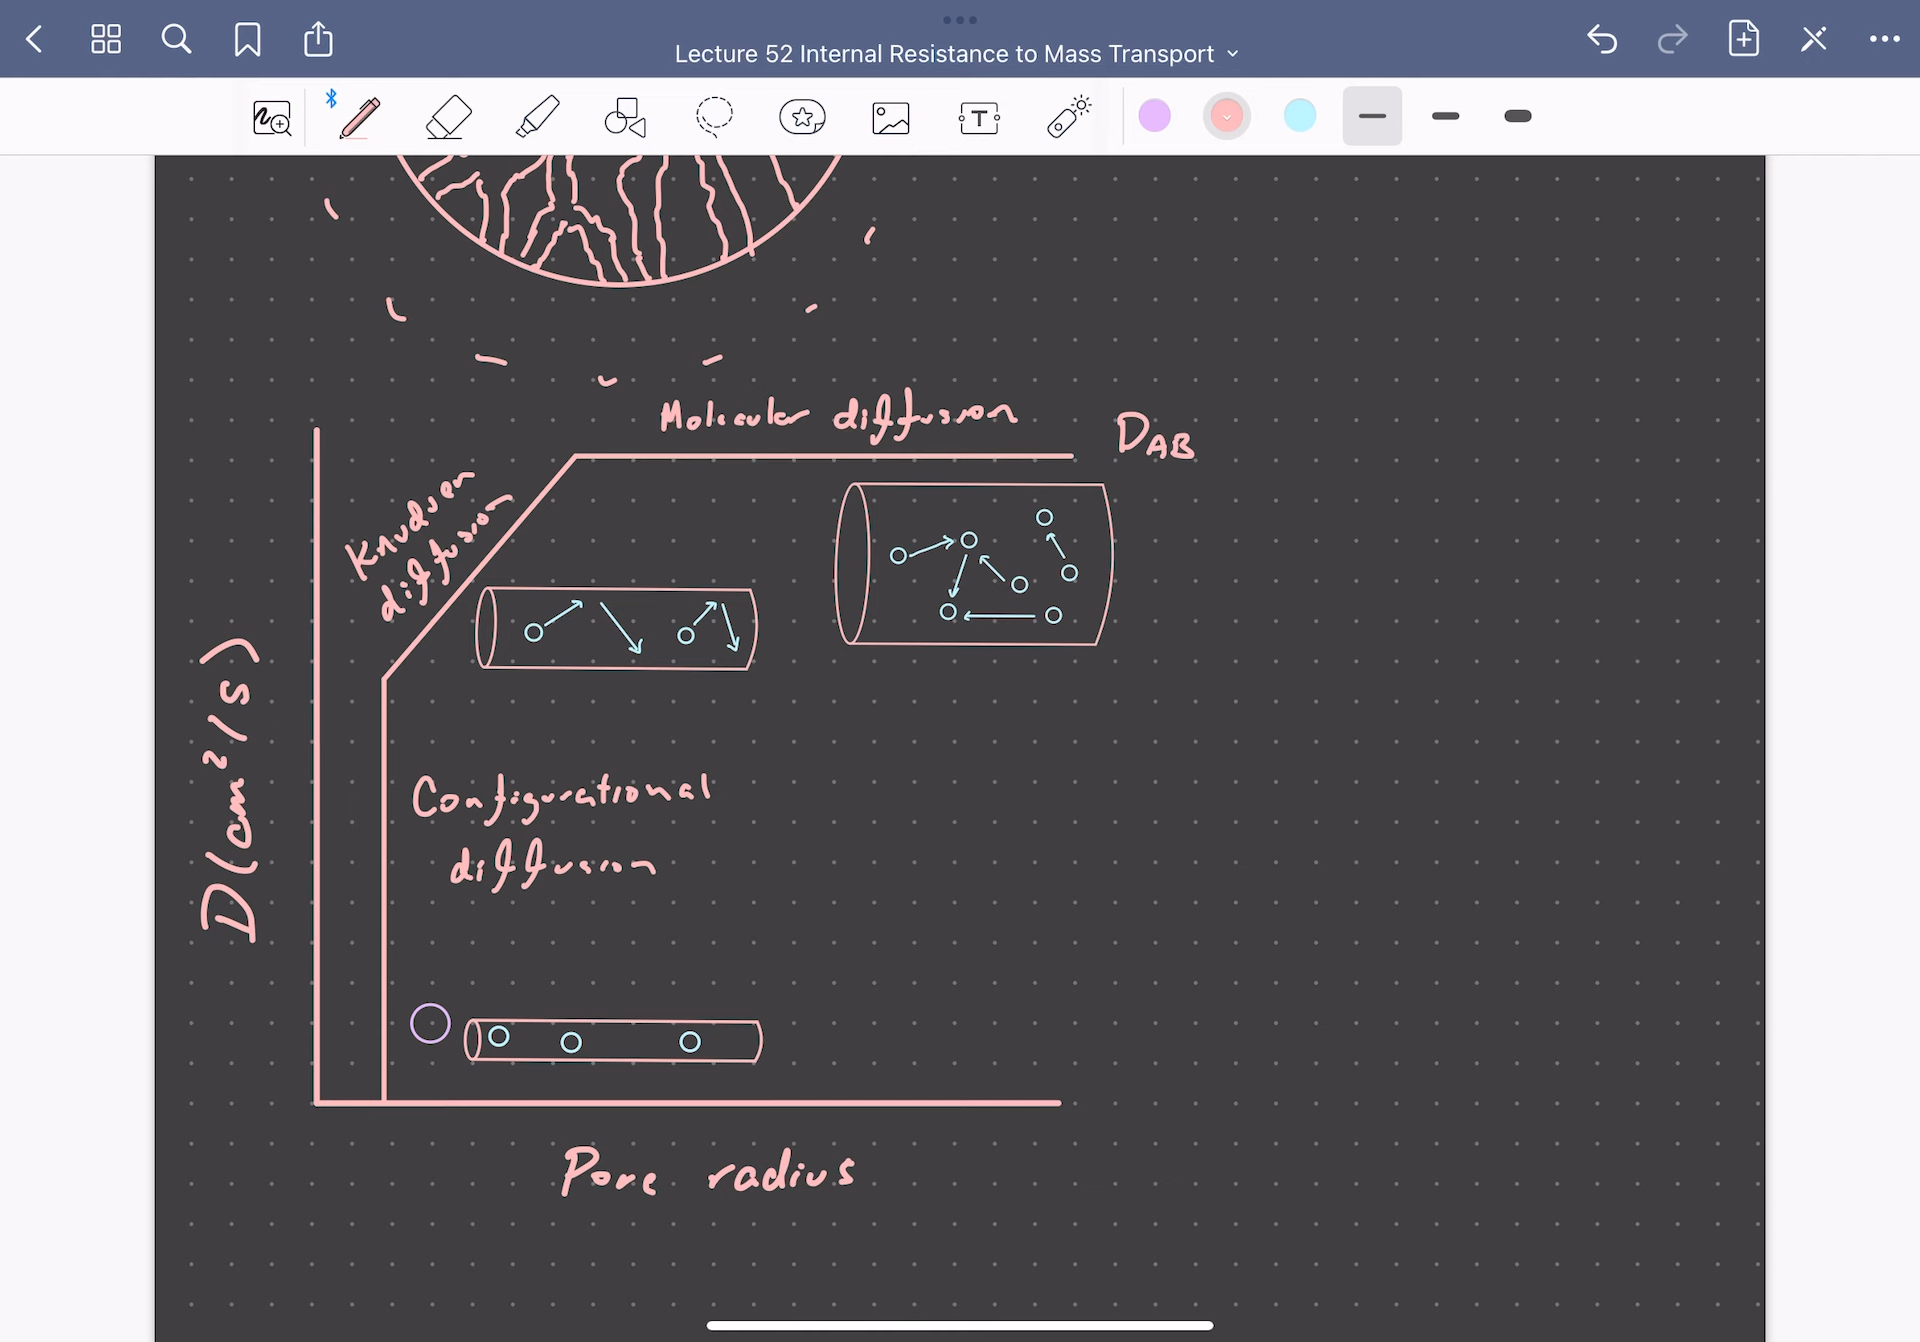 Lecture 52 Internal Resistance to Mass Transport
T
Molecular diffusion
DAB
Knudsen
diffusion
D(cm²/s)
Configurational
diffusion
Pore radius